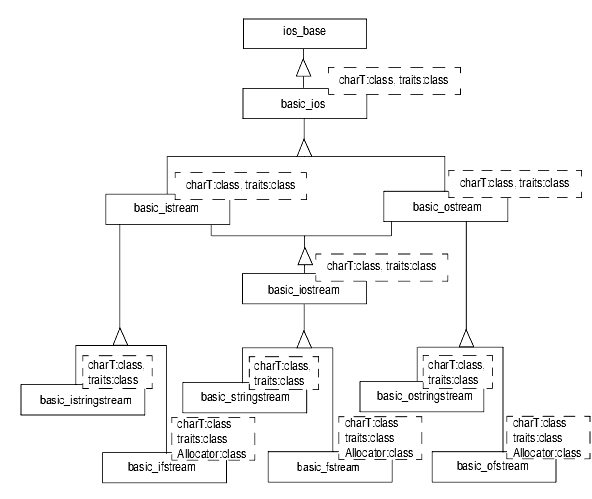 ios_base
charT:class, traits:class
basic_ios
charT:class, traits:class
basic_istream
charT:class, traits:class
basic_ostream
charT:class, traits:class
basic_iostream
charT:class,
traits:class
basic_istringstream
charT:class,
traits:class
basic_stringstream
charT:class,
traits:class
basic_ostringstream
charT:class
traits:class
Allocator:class
basic_ifstream
charT:class
traits:class
Allocator:class
basic_fstream
charT:class
traits:class
Allocator:class
basic_ofstream